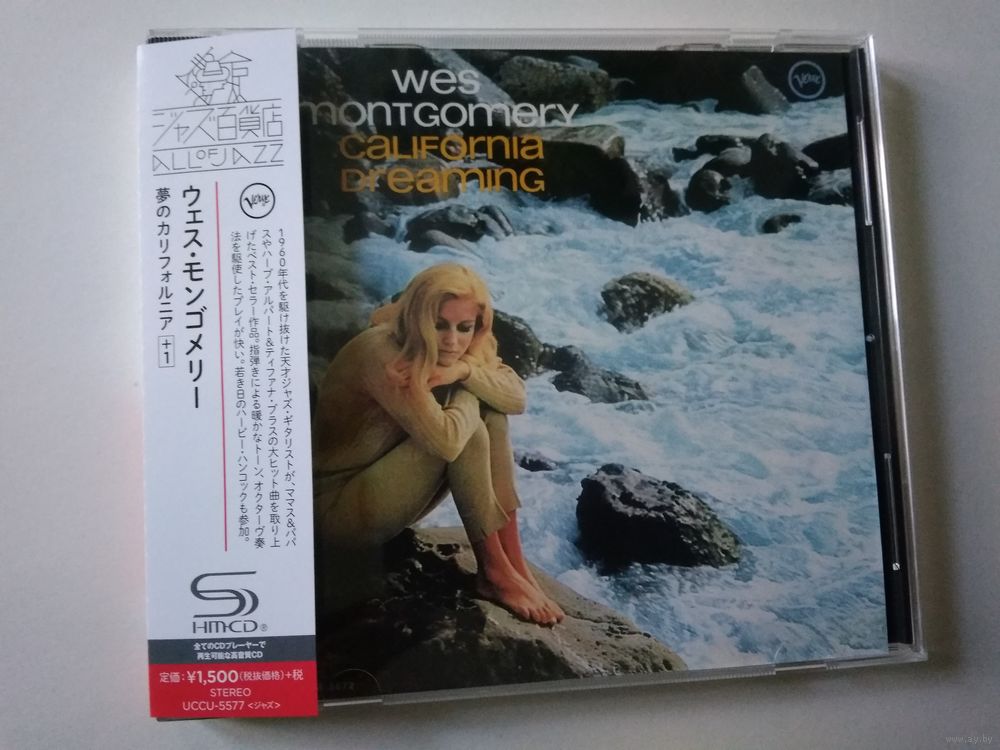 ジャズ百貨店
ALL OF JAZZ
Verve
ウェス・モンゴメリー
夢のカリフォルニア +1
1960年代を駆け抜けた天才ジャズ・ギタリストが、ママス&パパ
スやハーブ・アルパート&ティファナ・ブラスの大ヒット曲を取り上
げたベスト・セラー作品。指弾きによる暖かなトーン、オクターヴ奏
法を駆使したプレイが快い。若き日のハービー・ハンコックも参加。
SHM-CD®
全てのCDプレーヤーで
再生可能な高音質CD
定価:¥1,500(税抜価格)+税
STEREO
UCCU-5577 <ジャズ>
wes
montgomery
california
dreaming
Verve
www.ay.by